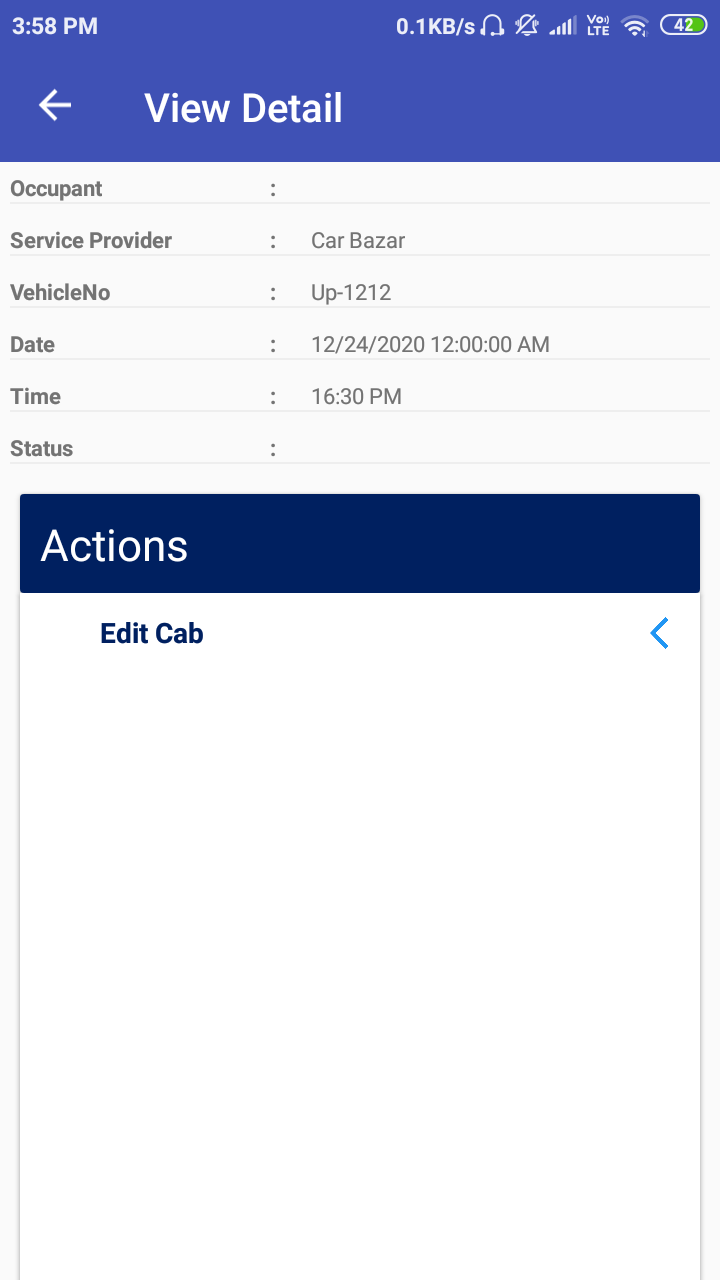 3:58 PM 0.1KB/s Vo) LTE 42
View Detail
Occupant :
Service Provider : Car Bazar
VehicleNo : Up-1212
Date : 12/24/2020 12:00:00 AM
Time : 16:30 PM
Status :
Actions
Edit Cab